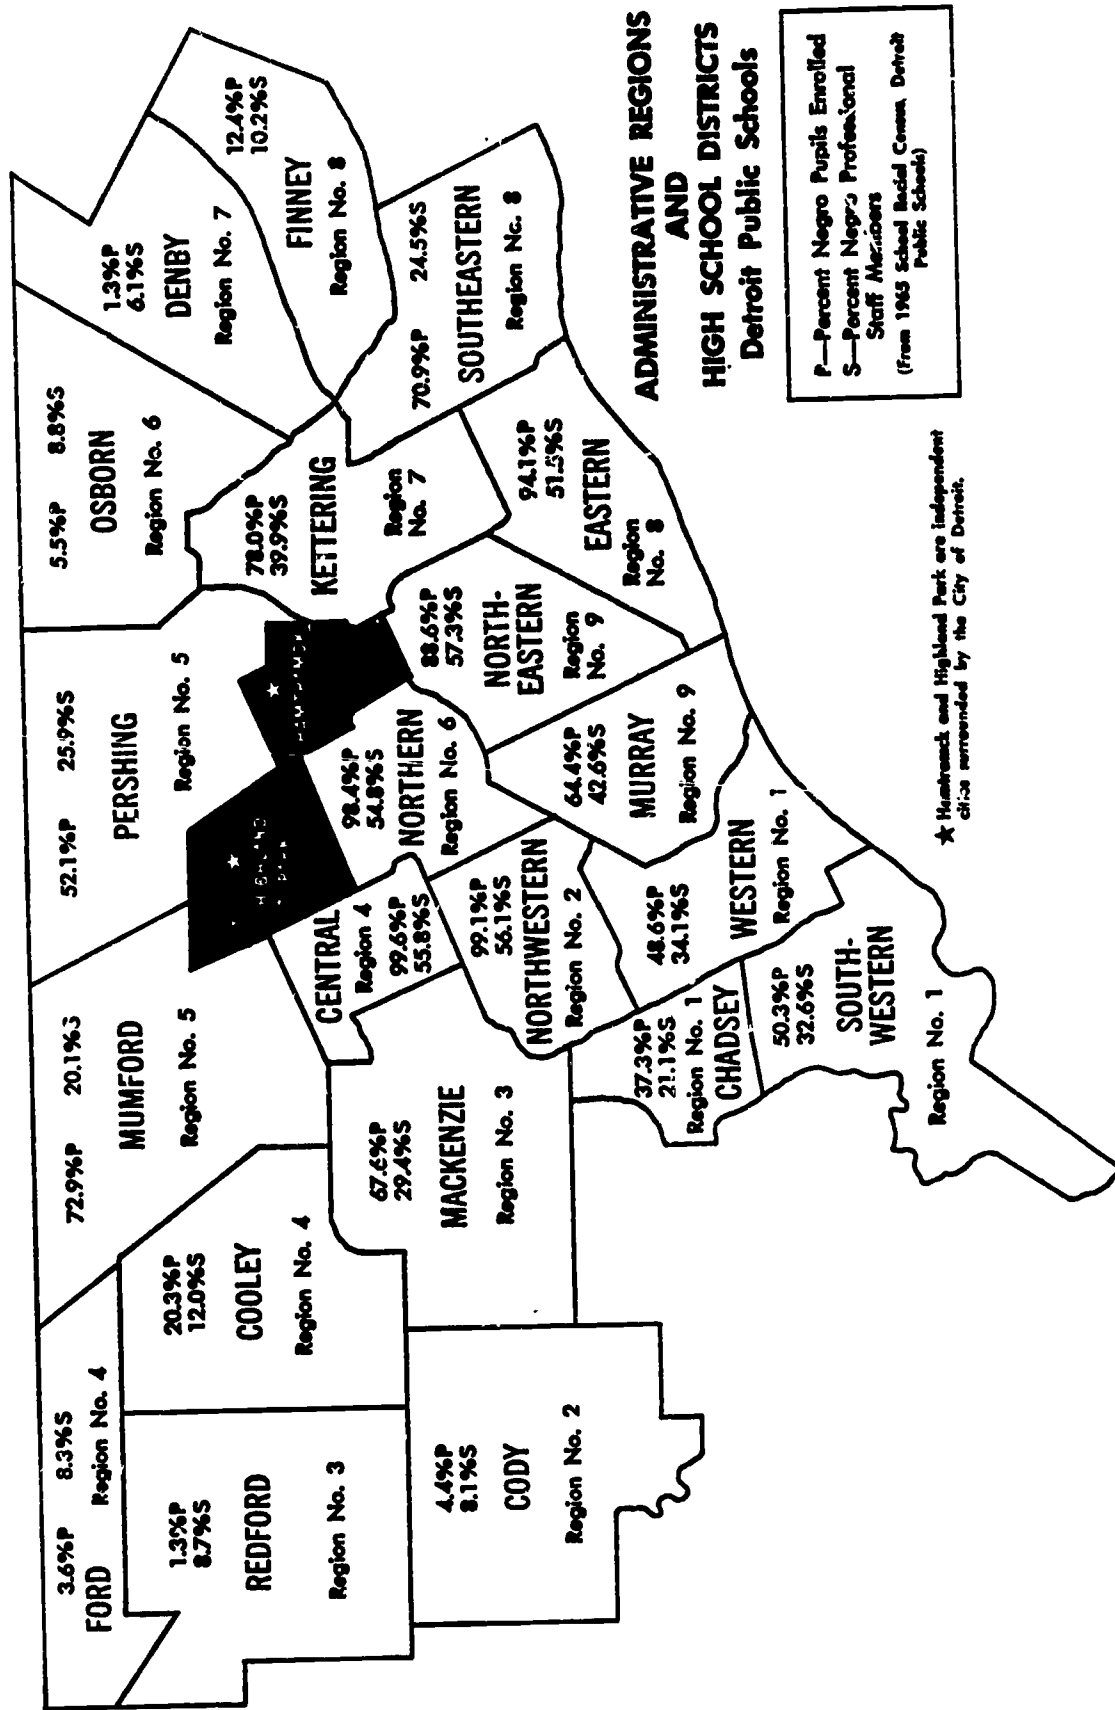 3.6%P 8.3%S
FORD Region No. 4
1.3%P
8.7%S
REDFORD
Region No. 3
20.3%P
12.0%S
COOLEY
Region No. 4
4.4%P
8.1%S
CODY
Region No. 2
72.9%P 20.1%S
MUMFORD
Region No. 5
67.6%P
29.4%S
MACKENZIE
Region No. 3
52.1%P 25.9%S
PERSHING
Region No. 5
HIGHLAND
PARK
★
HAMTRAMCK
★
CENTRAL
Region 4
99.6%P
55.8%S
98.4%P
54.8%S
NORTHERN
Region No. 6
99.1%P
56.1%S
NORTHWESTERN
Region No. 2
37.3%P
21.1%S
Region No. 1
CHADSEY
48.6%P
34.1%S
WESTERN
Region No. 1
50.3%P
32.6%S
SOUTH-
WESTERN
Region No. 1
64.4%P
42.6%S
MURRAY
Region No. 9
88.6%P
57.3%S
NORTH-
EASTERN
Region
No. 9
5.5%P 8.8%S
OSBORN
Region No. 6
78.0%P
39.9%S
KETTERING
Region
No. 7
94.1%P
EASTERN
Region
No. 8
1.3%P
6.1%S
DENBY
Region No. 7
12.4%P
10.2%S
FINNEY
Region No. 8
70.9%P 24.5%S
SOUTHEASTERN
Region No. 8
ADMINISTRATIVE REGIONS
AND
HIGH SCHOOL DISTRICTS
Detroit Public Schools
P—Percent Negro Pupils Enrolled
S—Percent Negro Professional
Staff Members
(From 1965 School Racial Census, Detroit
Public Schools)
★ Hamtramck and Highland Park are independent
cities surrounded by the City of Detroit.